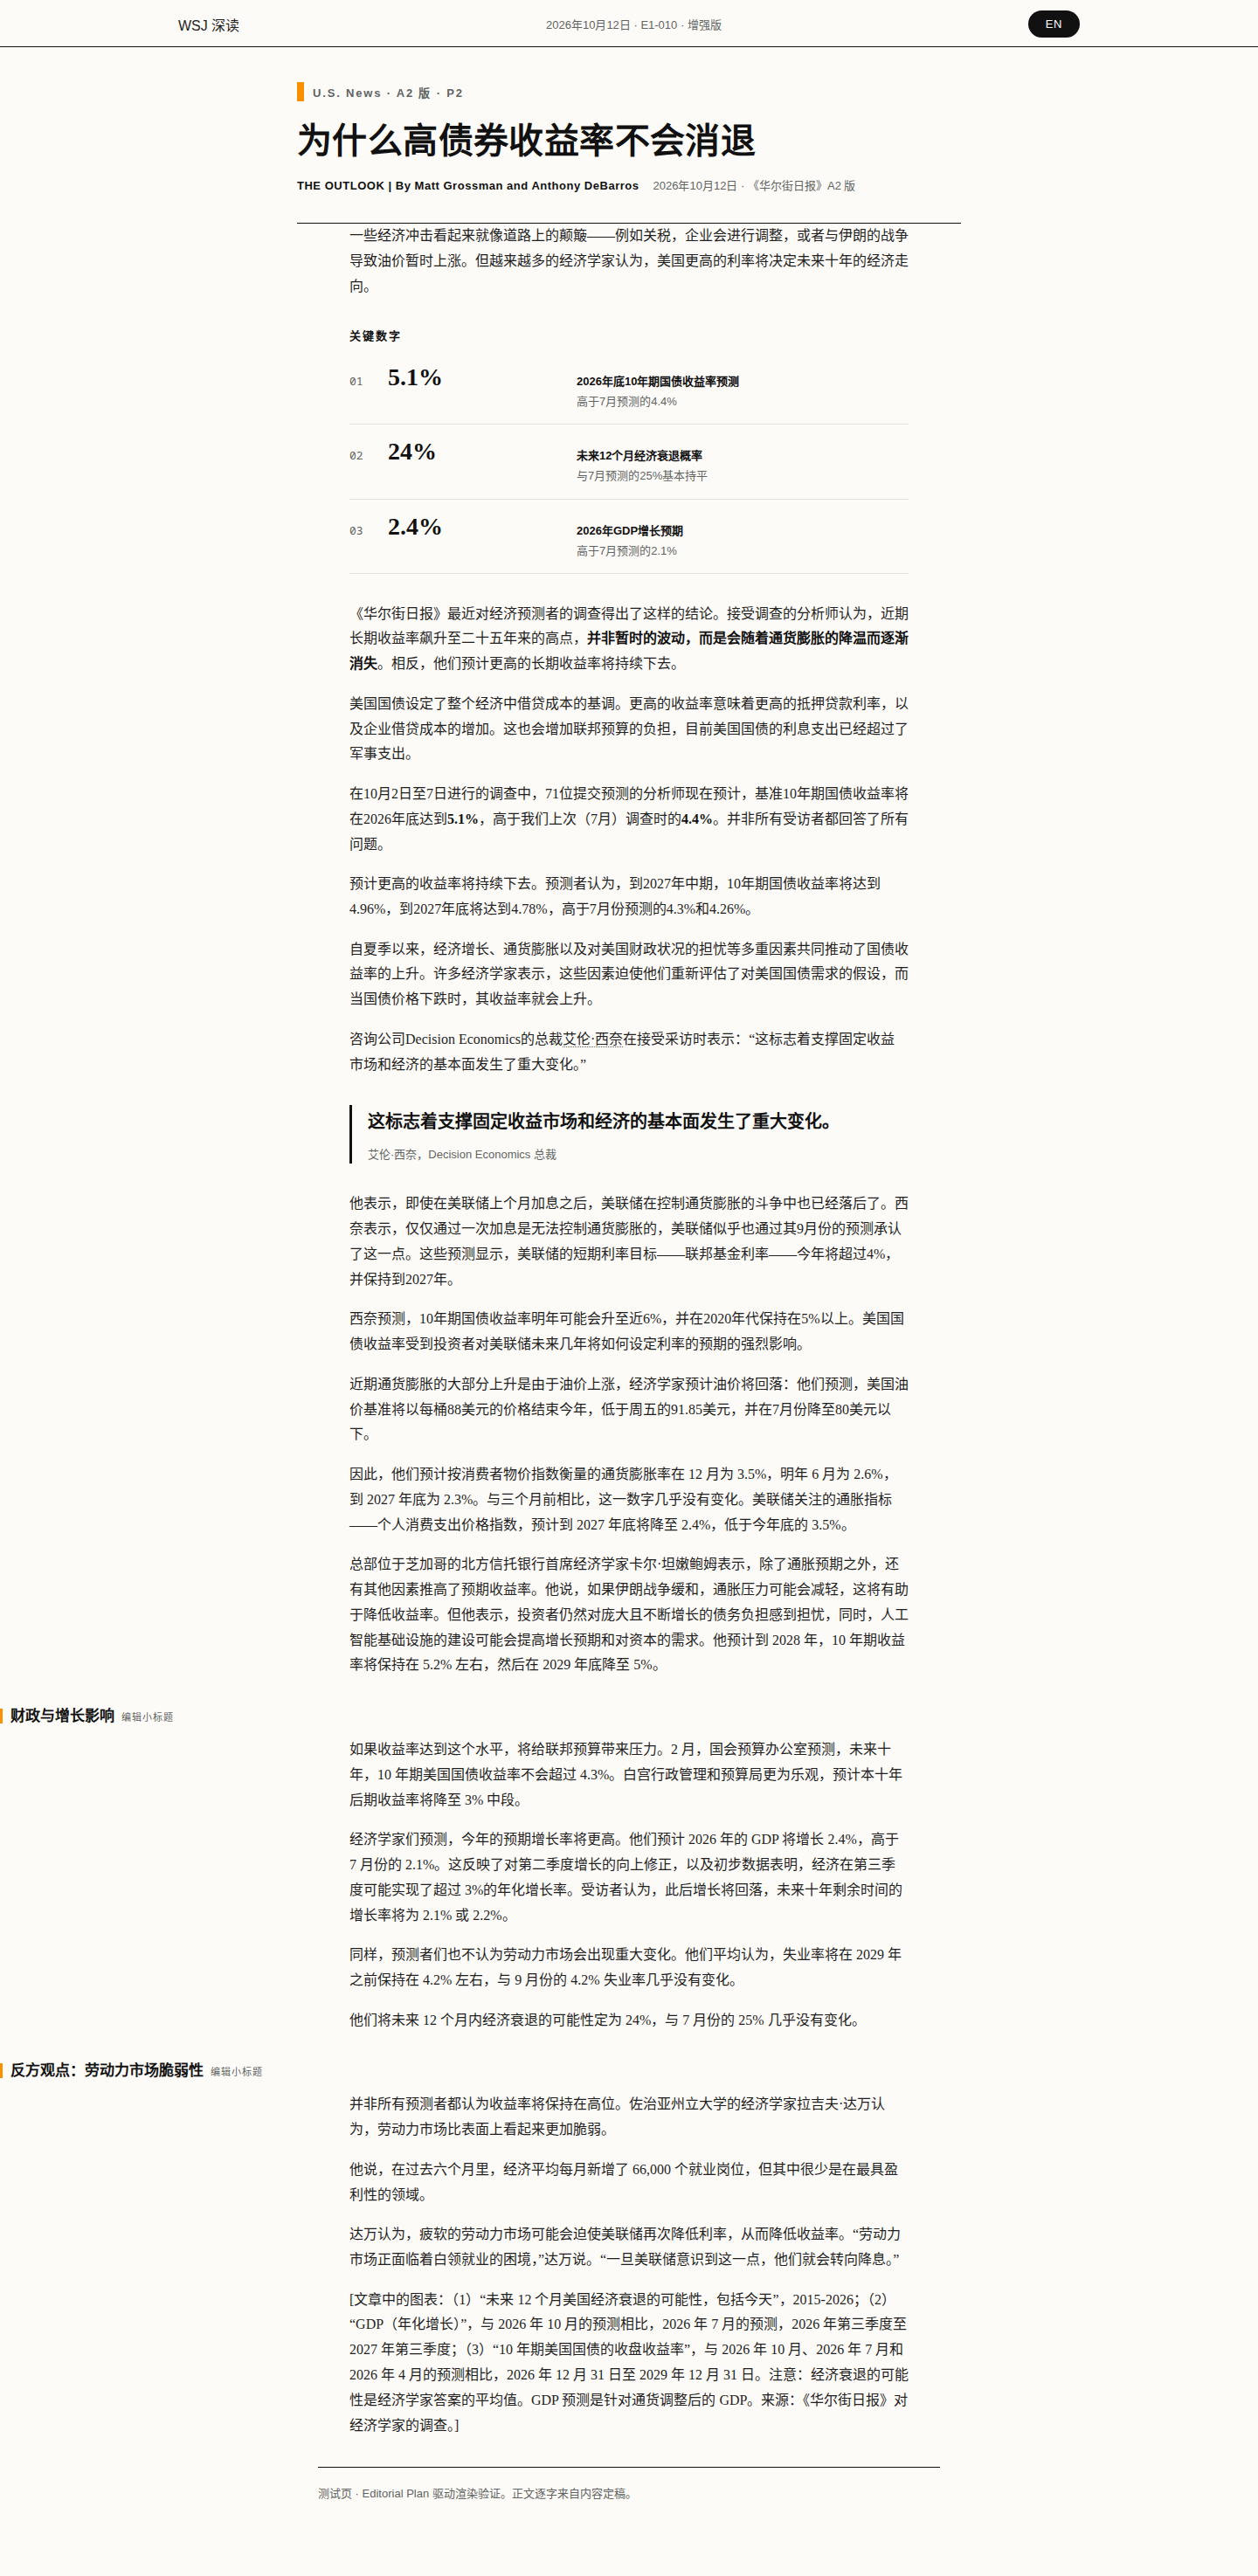 WSJ 深读
2026年10月12日 · E1-010 · 增强版
EN
U.S. News · A2 版 · P2
为什么高债券收益率不会消退
THE OUTLOOK | By Matt Grossman and Anthony DeBarros 2026年10月12日 · 《华尔街日报》A2 版
一些经济冲击看起来就像道路上的颠簸——例如关税，企业会进行调整，或者与伊朗的战争
导致油价暂时上涨。但越来越多的经济学家认为，美国更高的利率将决定未来十年的经济走
向。
关键数字
01 5.1% 2026年底10年期国债收益率预测
高于7月预测的4.4%
02 24% 未来12个月经济衰退概率
与7月预测的25%基本持平
03 2.4% 2026年GDP增长预期
高于7月预测的2.1%
《华尔街日报》最近对经济预测者的调查得出了这样的结论。接受调查的分析师认为，近期
长期收益率飙升至二十五年来的高点，并非暂时的波动，而是会随着通货膨胀的降温而逐渐
消失。相反，他们预计更高的长期收益率将持续下去。
美国国债设定了整个经济中借贷成本的基调。更高的收益率意味着更高的抵押贷款利率，以
及企业借贷成本的增加。这也会增加联邦预算的负担，目前美国国债的利息支出已经超过了
军事支出。
在10月2日至7日进行的调查中，71位提交预测的分析师现在预计，基准10年期国债收益率将
在2026年底达到5.1%，高于我们上次（7月）调查时的4.4%。并非所有受访者都回答了所有
问题。
预计更高的收益率将持续下去。预测者认为，到2027年中期，10年期国债收益率将达到
4.96%，到2027年底将达到4.78%，高于7月份预测的4.3%和4.26%。
自夏季以来，经济增长、通货膨胀以及对美国财政状况的担忧等多重因素共同推动了国债收
益率的上升。许多经济学家表示，这些因素迫使他们重新评估了对美国国债需求的假设，而
当国债价格下跌时，其收益率就会上升。
咨询公司Decision Economics的总裁艾伦·西奈在接受采访时表示：“这标志着支撑固定收益
市场和经济的基本面发生了重大变化。”
这标志着支撑固定收益市场和经济的基本面发生了重大变化。
艾伦·西奈，Decision Economics 总裁
他表示，即使在美联储上个月加息之后，美联储在控制通货膨胀的斗争中也已经落后了。西
奈表示，仅仅通过一次加息是无法控制通货膨胀的，美联储似乎也通过其9月份的预测承认
了这一点。这些预测显示，美联储的短期利率目标——联邦基金利率——今年将超过4%，
并保持到2027年。
西奈预测，10年期国债收益率明年可能会升至近6%，并在2020年代保持在5%以上。美国国
债收益率受到投资者对美联储未来几年将如何设定利率的预期的强烈影响。
近期通货膨胀的大部分上升是由于油价上涨，经济学家预计油价将回落：他们预测，美国油
价基准将以每桶88美元的价格结束今年，低于周五的91.85美元，并在7月份降至80美元以
下。
因此，他们预计按消费者物价指数衡量的通货膨胀率在 12 月为 3.5%，明年 6 月为 2.6%，
到 2027 年底为 2.3%。与三个月前相比，这一数字几乎没有变化。美联储关注的通胀指标
——个人消费支出价格指数，预计到 2027 年底将降至 2.4%，低于今年底的 3.5%。
总部位于芝加哥的北方信托银行首席经济学家卡尔·坦嫩鲍姆表示，除了通胀预期之外，还
有其他因素推高了预期收益率。他说，如果伊朗战争缓和，通胀压力可能会减轻，这将有助
于降低收益率。但他表示，投资者仍然对庞大且不断增长的债务负担感到担忧，同时，人工
智能基础设施的建设可能会提高增长预期和对资本的需求。他预计到 2028 年，10 年期收益
率将保持在 5.2% 左右，然后在 2029 年底降至 5%。
财政与增长影响 编辑小标题
如果收益率达到这个水平，将给联邦预算带来压力。2 月，国会预算办公室预测，未来十
年，10 年期美国国债收益率不会超过 4.3%。白宫行政管理和预算局更为乐观，预计本十年
后期收益率将降至 3% 中段。
经济学家们预测，今年的预期增长率将更高。他们预计 2026 年的 GDP 将增长 2.4%，高于
7 月份的 2.1%。这反映了对第二季度增长的向上修正，以及初步数据表明，经济在第三季
度可能实现了超过 3%的年化增长率。受访者认为，此后增长将回落，未来十年剩余时间的
增长率将为 2.1% 或 2.2%。
同样，预测者们也不认为劳动力市场会出现重大变化。他们平均认为，失业率将在 2029 年
之前保持在 4.2% 左右，与 9 月份的 4.2% 失业率几乎没有变化。
他们将未来 12 个月内经济衰退的可能性定为 24%，与 7 月份的 25% 几乎没有变化。
反方观点：劳动力市场脆弱性 编辑小标题
并非所有预测者都认为收益率将保持在高位。佐治亚州立大学的经济学家拉吉夫·达万认
为，劳动力市场比表面上看起来更加脆弱。
他说，在过去六个月里，经济平均每月新增了 66,000 个就业岗位，但其中很少是在最具盈
利性的领域。
达万认为，疲软的劳动力市场可能会迫使美联储再次降低利率，从而降低收益率。“劳动力
市场正面临着白领就业的困境，”达万说。“一旦美联储意识到这一点，他们就会转向降息。”
[文章中的图表：（1）“未来 12 个月美国经济衰退的可能性，包括今天”，2015-2026；（2）
“GDP（年化增长）”，与 2026 年 10 月的预测相比，2026 年 7 月的预测，2026 年第三季度至
2027 年第三季度；（3）“10 年期美国国债的收盘收益率”，与 2026 年 10 月、2026 年 7 月和
2026 年 4 月的预测相比，2026 年 12 月 31 日至 2029 年 12 月 31 日。注意：经济衰退的可能
性是经济学家答案的平均值。GDP 预测是针对通货调整后的 GDP。来源：《华尔街日报》对
经济学家的调查。]
测试页 · Editorial Plan 驱动渲染验证。正文逐字来自内容定稿。